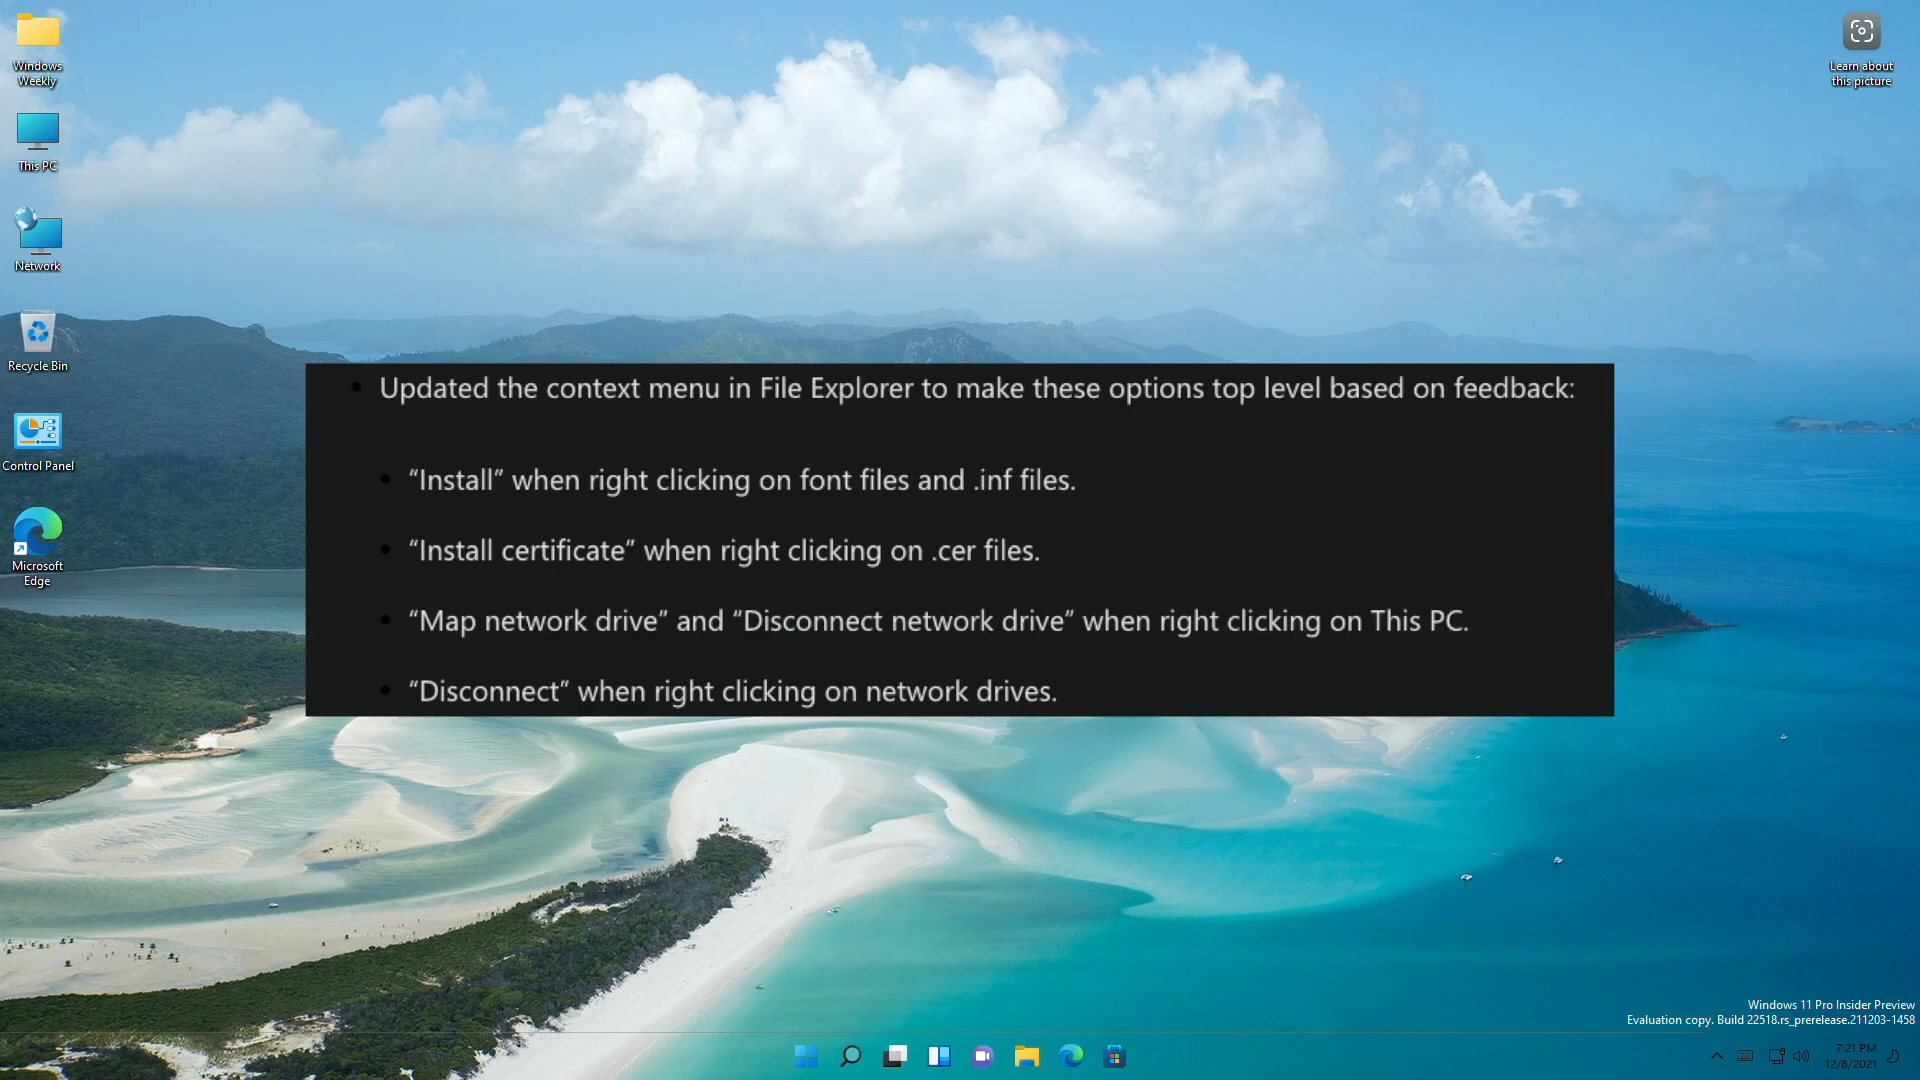 Windows
Weekly
This PC
Network
Recycle Bin
Control Panel
Microsoft
Edge
Learn about
this picture
Updated the context menu in File Explorer to make these options top level based on feedback:
“Install” when right clicking on font files and .inf files.
“Install certificate” when right clicking on .cer files.
“Map network drive” and “Disconnect network drive” when right clicking on This PC.
“Disconnect” when right clicking on network drives.
Windows 11 Pro Insider Preview
Evaluation copy. Build 22518.rs_prerelease.211203-1458
7:21 PM
12/8/2021